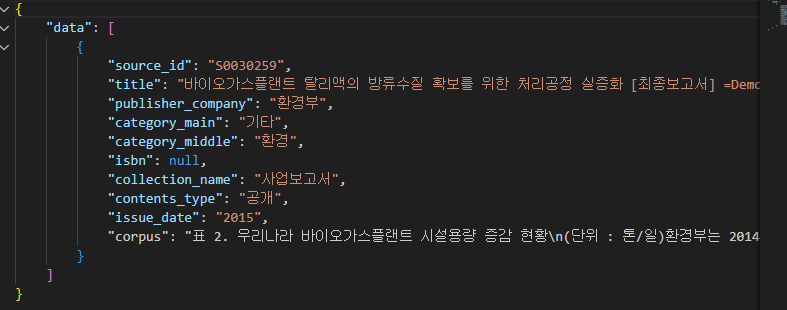 {
"data": [
{
"source_id": "S0030259",
"title": "바이오가스플랜트 탈리액의 방류수질 확보를 위한 처리공정 실증화 [최종보고서] =Demo
"publisher_company": "환경부",
"category_main": "기타",
"category_middle": "환경",
"isbn": null,
"collection_name": "사업보고서",
"contents_type": "공개",
"issue_date": "2015",
"corpus": "표 2. 우리나라 바이오가스플랜트 시설용량 증감 현황\n(단위 : 톤/일)환경부는 2014
}
]
}